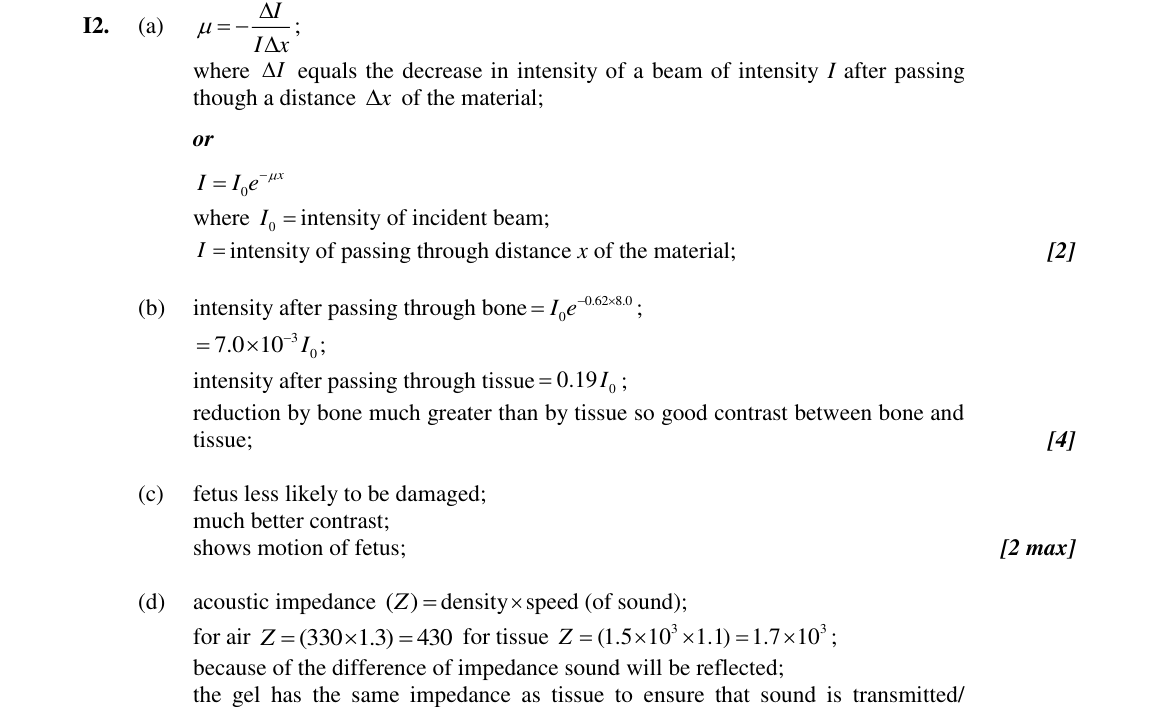 I2. (a) μ = −ΔI/IΔx ;
where ΔI equals the decrease in intensity of a beam of intensity I after passing
though a distance Δx of the material;
or
I = I₀e^(−μx)
where I₀ = intensity of incident beam;
I = intensity of passing through distance x of the material; [2]
(b) intensity after passing through bone = I₀e^(−0.62×8.0) ;
= 7.0×10⁻³ I₀;
intensity after passing through tissue = 0.19 I₀ ;
reduction by bone much greater than by tissue so good contrast between bone and
tissue; [4]
(c) fetus less likely to be damaged;
much better contrast;
shows motion of fetus; [2 max]
(d) acoustic impedance (Z) = density × speed (of sound);
for air Z = (330×1.3) = 430 for tissue Z = (1.5×10³ ×1.1) = 1.7×10³ ;
because of the difference of impedance sound will be reflected;
the gel has the same impedance as tissue to ensure that sound is transmitted/